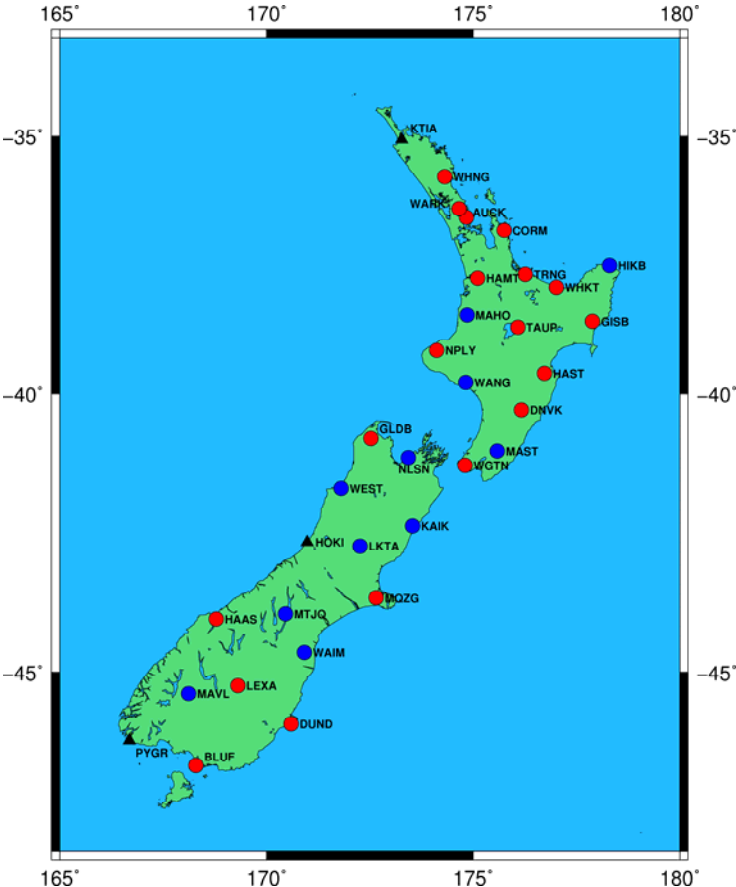 165° 170° 175° 180°
−35° −35°
KTIA
WHNG
WARK
AUCK
CORM
HIKB
HAMT
TRNG
WHKT
MAHO
TAUP
GISB
NPLY
HAST
WANG
−40° −40°
DNVK
GLDB
MAST
NLSN
WGTN
WEST
KAIK
HOKI
LKTA
MQZG
MTJO
HAAS
WAIM
−45° −45°
LEXA
MAVL
DUND
PYGR
BLUF
165° 170° 175° 180°